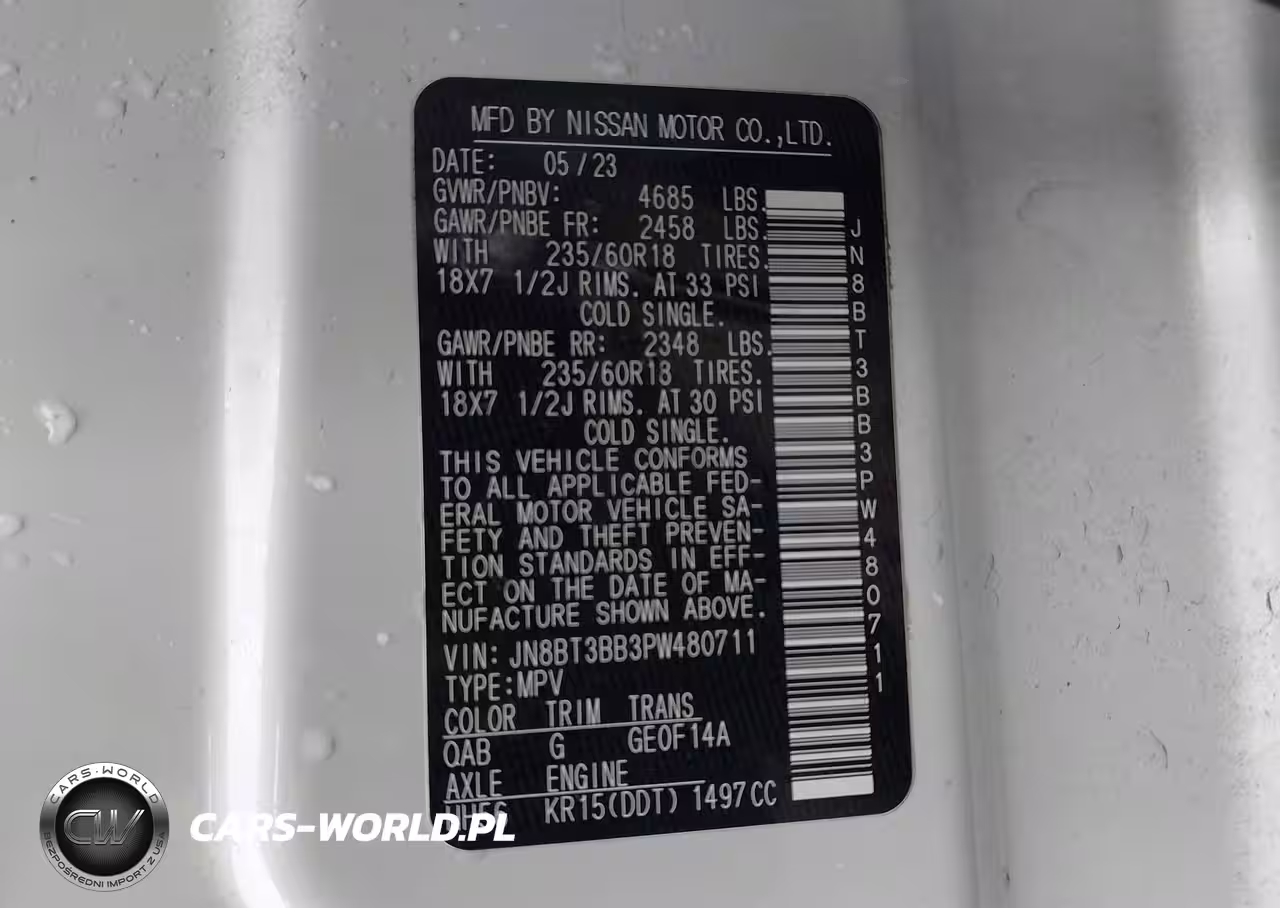 MFD BY NISSAN MOTOR CO.,LTD.
DATE: 05/23
GVWR/PNBV: 4685 LBS.
GAWR/PNBE FR: 2458 LBS.
WITH 235/60R18 TIRES.
18X7 1/2J RIMS. AT 33 PSI
COLD SINGLE.
GAWR/PNBE RR: 2348 LBS.
WITH 235/60R18 TIRES.
18X7 1/2J RIMS. AT 30 PSI
COLD SINGLE.
THIS VEHICLE CONFORMS
TO ALL APPLICABLE FED-
ERAL MOTOR VEHICLE SA-
FETY AND THEFT PREVEN-
TION STANDARDS IN EFF-
ECT ON THE DATE OF MA-
NUFACTURE SHOWN ABOVE.
VIN: JN8BT3BB3PW480711
TYPE:MPV
COLOR TRIM TRANS
QAB G GE0F14A
AXLE ENGINE
KR15(DDT) 1497CC
JN8BT3BB3PW480711
CARS-WORLD
CW
BEZPOŚREDNI IMPORT Z USA
CARS-WORLD.PL